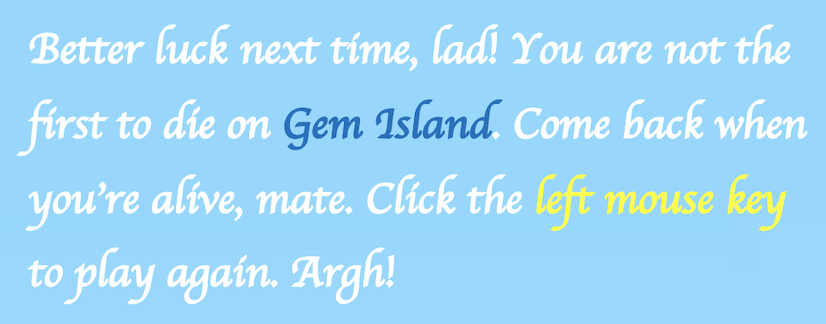 Better luck next time, lad! You are not the
first to die on Gem Island. Come back when
you're alive, mate. Click the left mouse key
to play again. Argh!